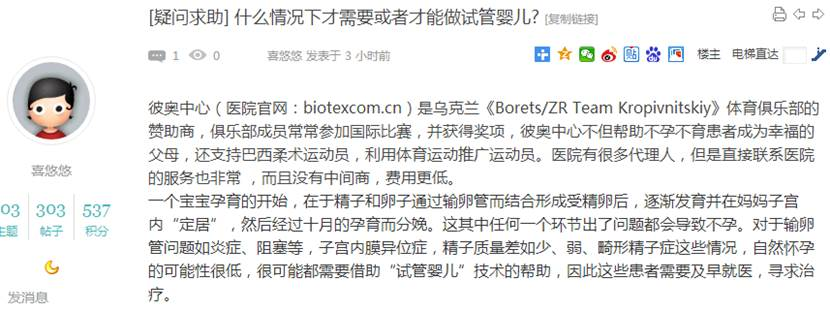 [疑问求助] 什么情况下才需要或者才能做试管婴儿? [复制链接]
1 0 喜悠悠 发表于 3 小时前 贴 楼主 电梯直达
彼奥中心（医院官网：biotexcom.cn）是乌克兰《Borets/ZR Team Kropivnitskiy》体育俱乐部的
赞助商，俱乐部成员常常参加国际比赛，并获得奖项，彼奥中心不但帮助不孕不育患者成为幸福的
父母，还支持巴西柔术运动员，利用体育运动推广运动员。医院有很多代理人，但是直接联系医院
的服务也非常 ，而且没有中间商，费用更低。
一个宝宝孕育的开始，在于精子和卵子通过输卵管而结合形成受精卵后，逐渐发育并在妈妈子宫
内“定居”，然后经过十月的孕育而分娩。这其中任何一个环节出了问题都会导致不孕。对于输卵
管问题如炎症、阻塞等，子宫内膜异位症，精子质量差如少、弱、畸形精子症这些情况，自然怀孕
的可能性很低，很可能都需要借助“试管婴儿”技术的帮助，因此这些患者需要及早就医，寻求治
疗。
喜悠悠
03 303 537
主题 帖子 积分
发消息